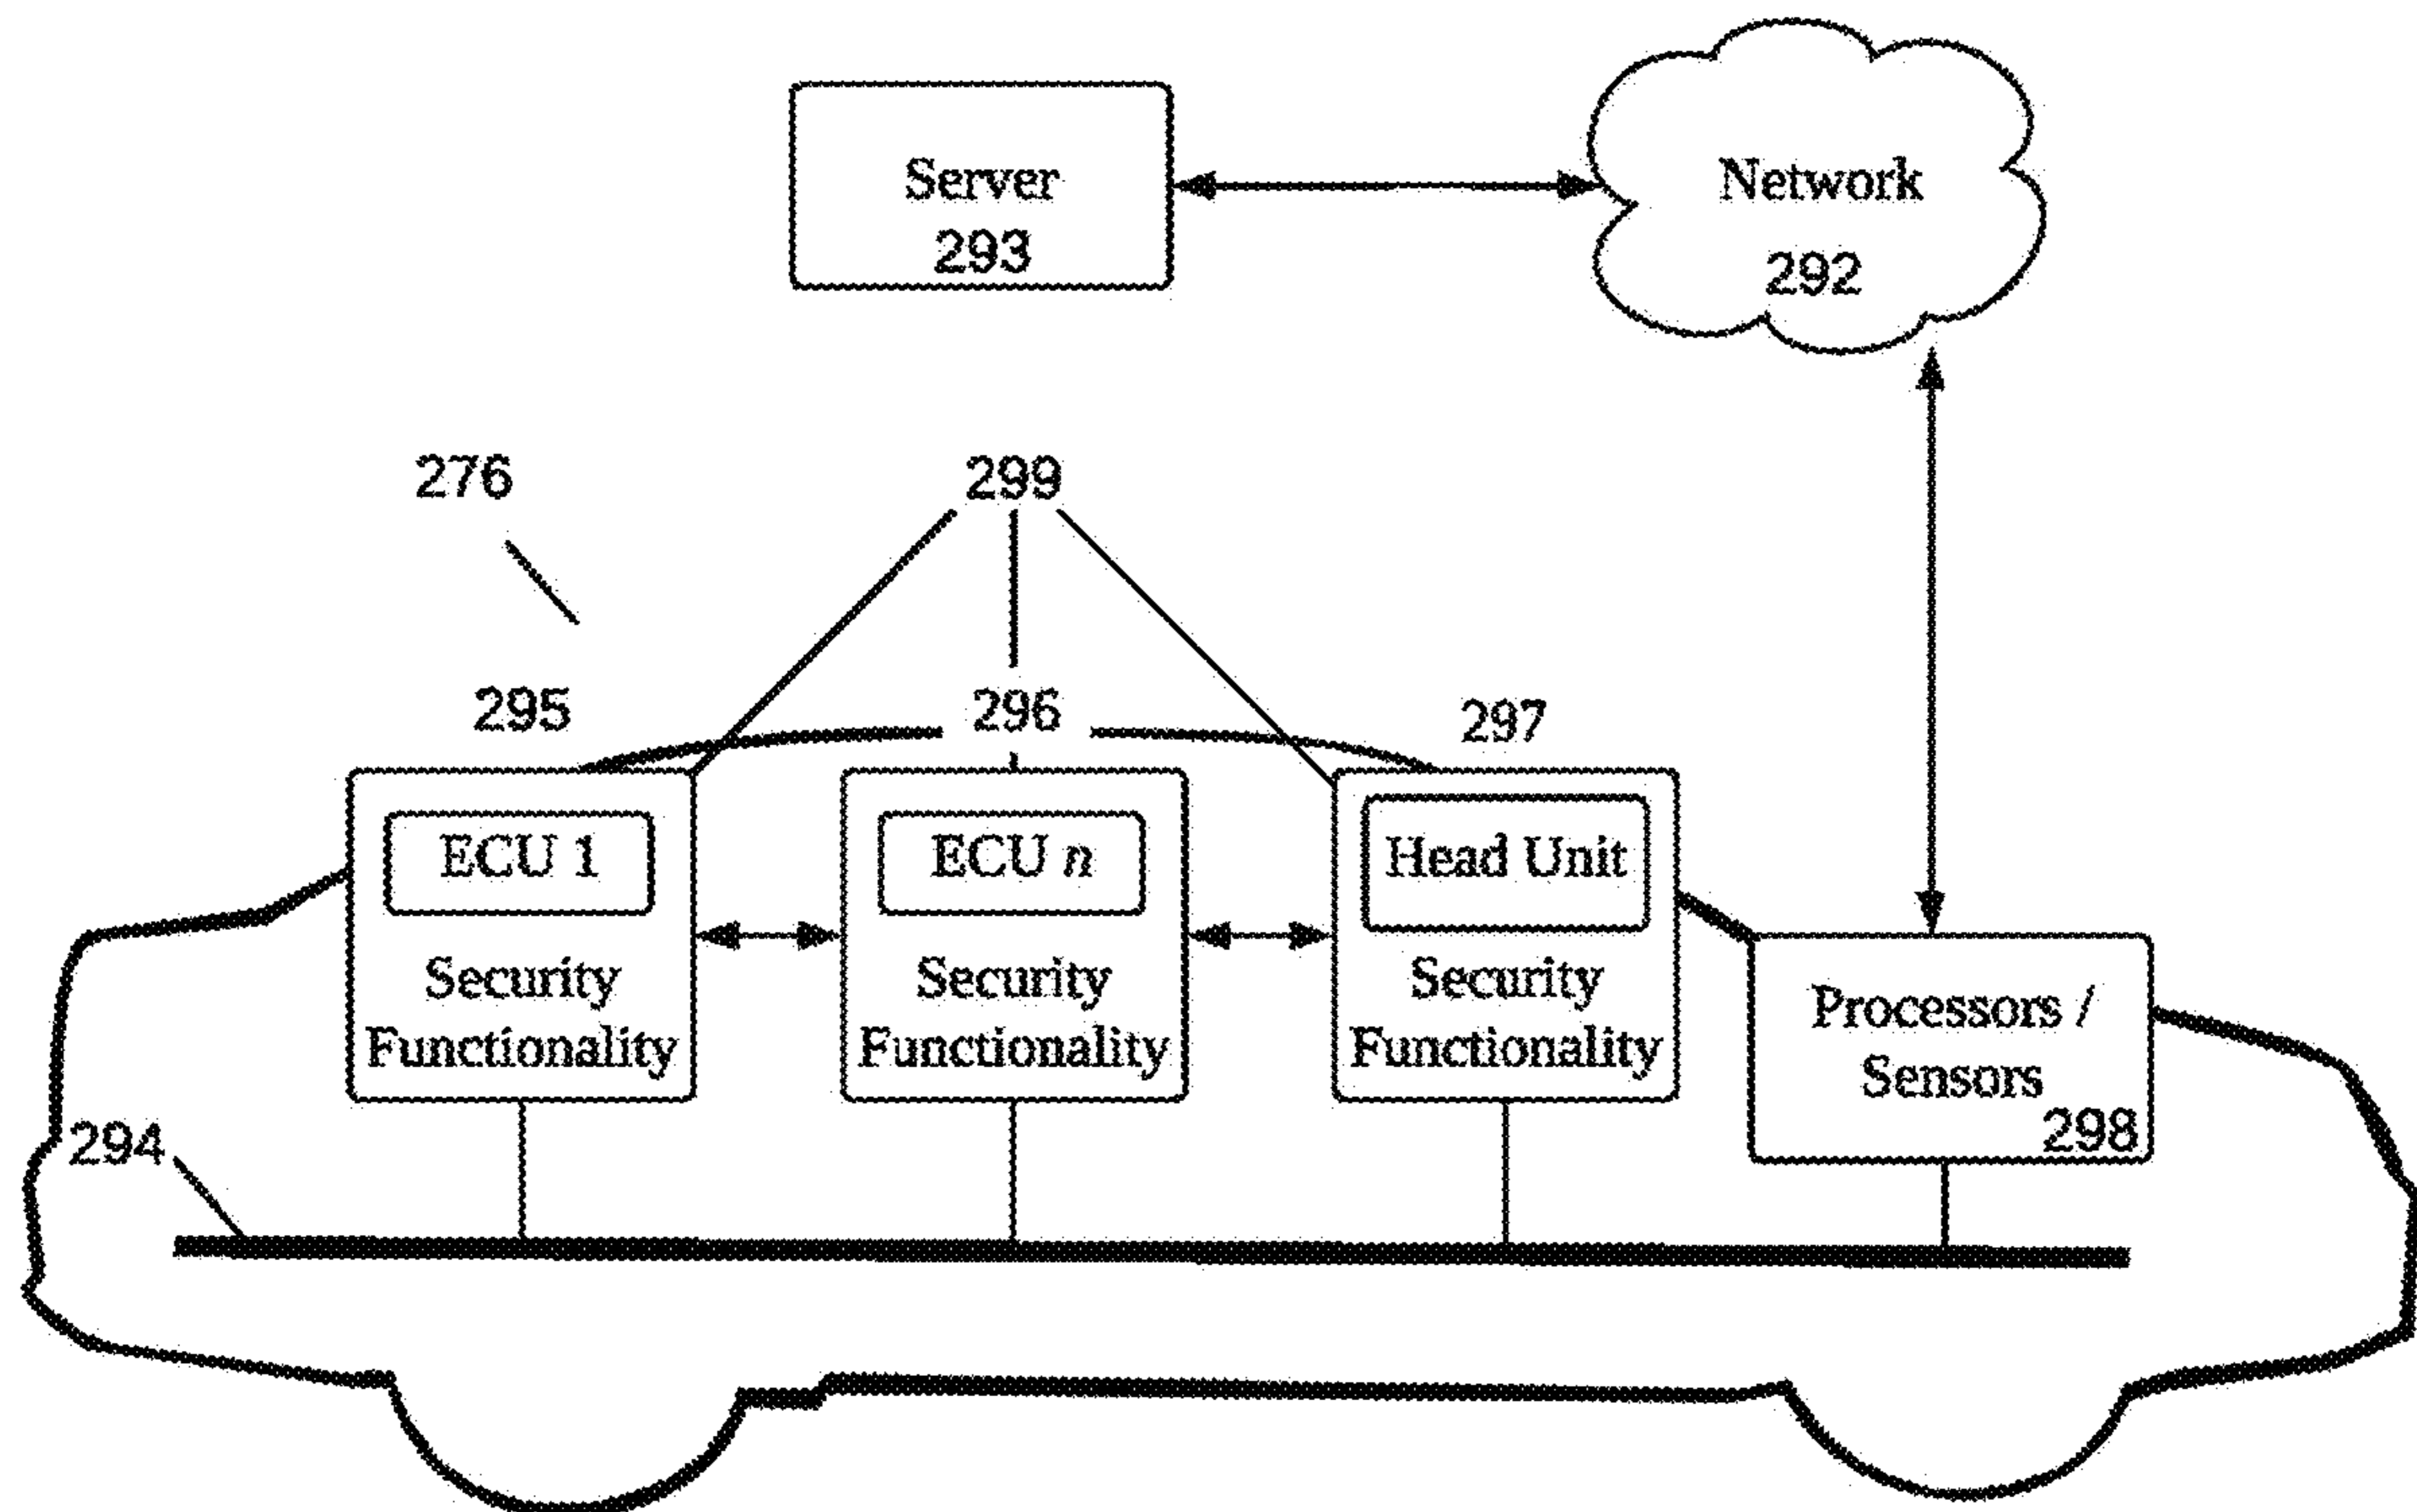 Server
293
Network
292
276
299
295
296
297
ECU 1
Security
Functionality
ECU n
Security
Functionality
Head Unit
Security
Functionality
Processors /
Sensors
298
294